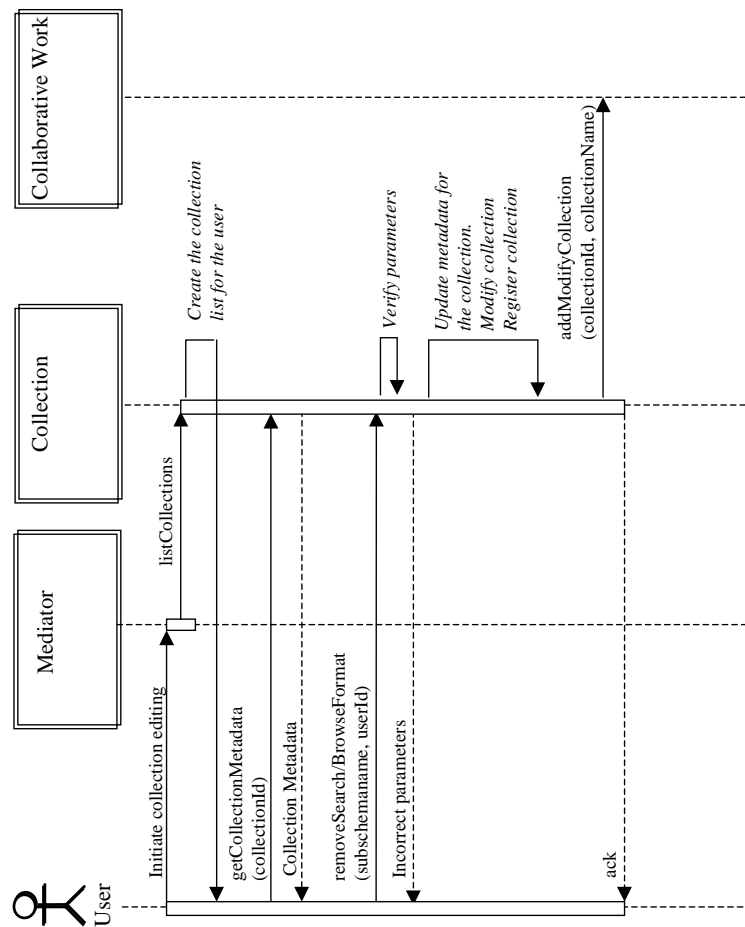 User
Mediator
Collection
Collaborative Work
Initiate collection editing
listCollections
Create the collection
list for the user
getCollectionMetadata
(collectionId)
Collection Metadata
removeSearch/BrowseFormat
(subschemaname, userId)
Verify parameters
Incorrect parameters
Update metadata for
the collection.
Modify collection
Register collection
addModifyCollection
(collectionId, collectionName)
ack